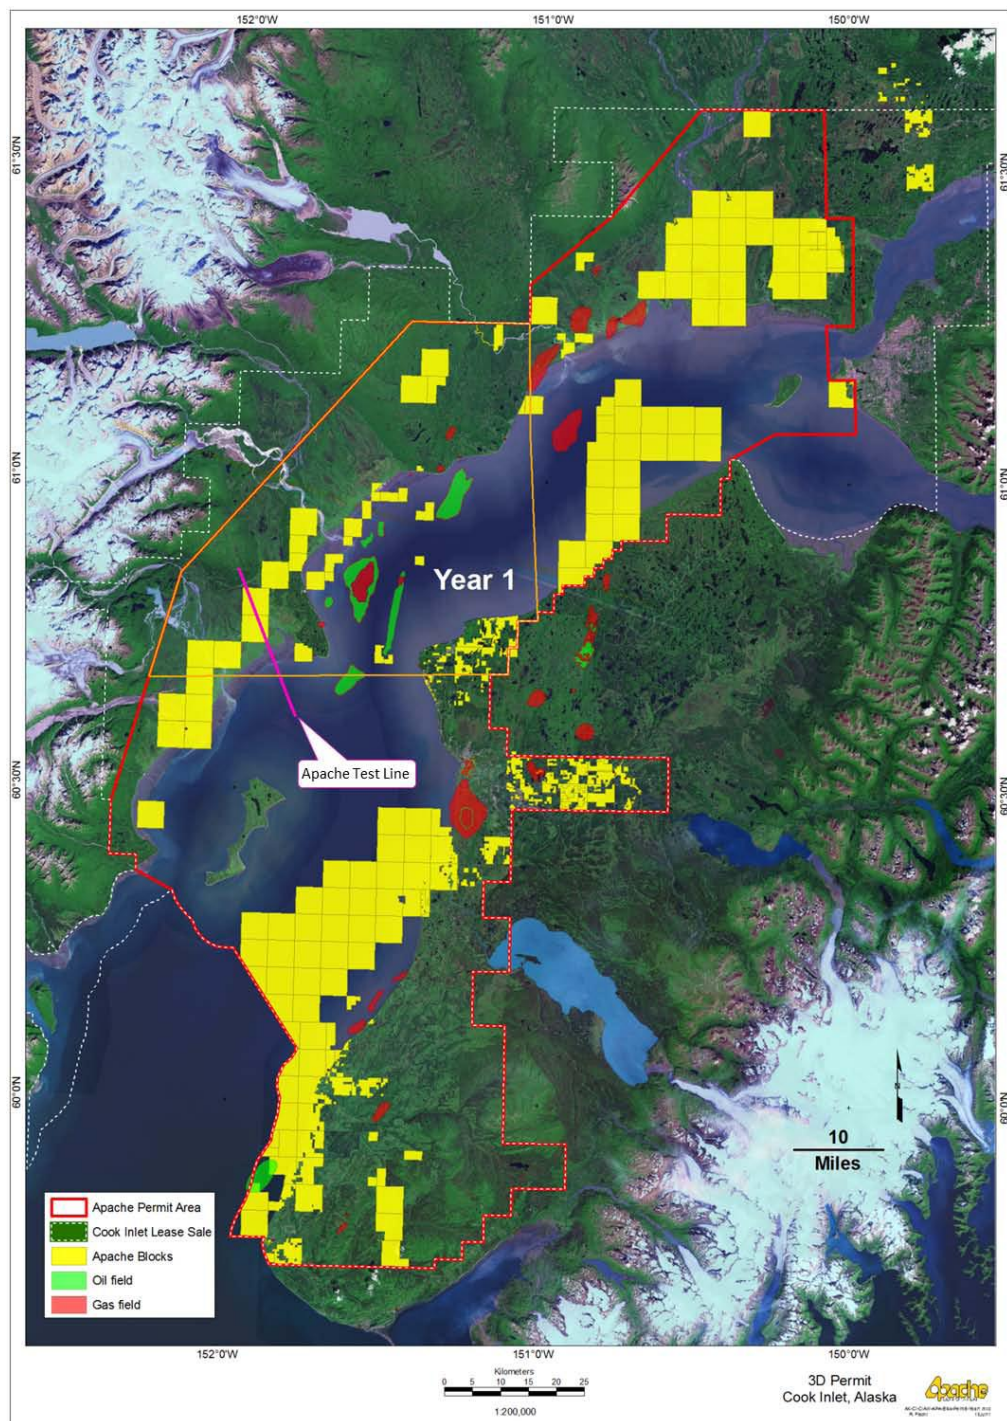 152°0'W 151°0'W 150°0'W
61°30'N 61°30'N
61°0'N 61°0'N
Year 1
Apache Test Line
60°30'N 60°30'N
60°0'N 60°0'N
10
Miles
Apache Permit Area
Cook Inlet Lease Sale
Apache Blocks
Oil field
Gas field
152°0'W 151°0'W 150°0'W
Kilometers
0 5 10 15 20 25
1:200,000
3D Permit
Cook Inlet, Alaska
Apache